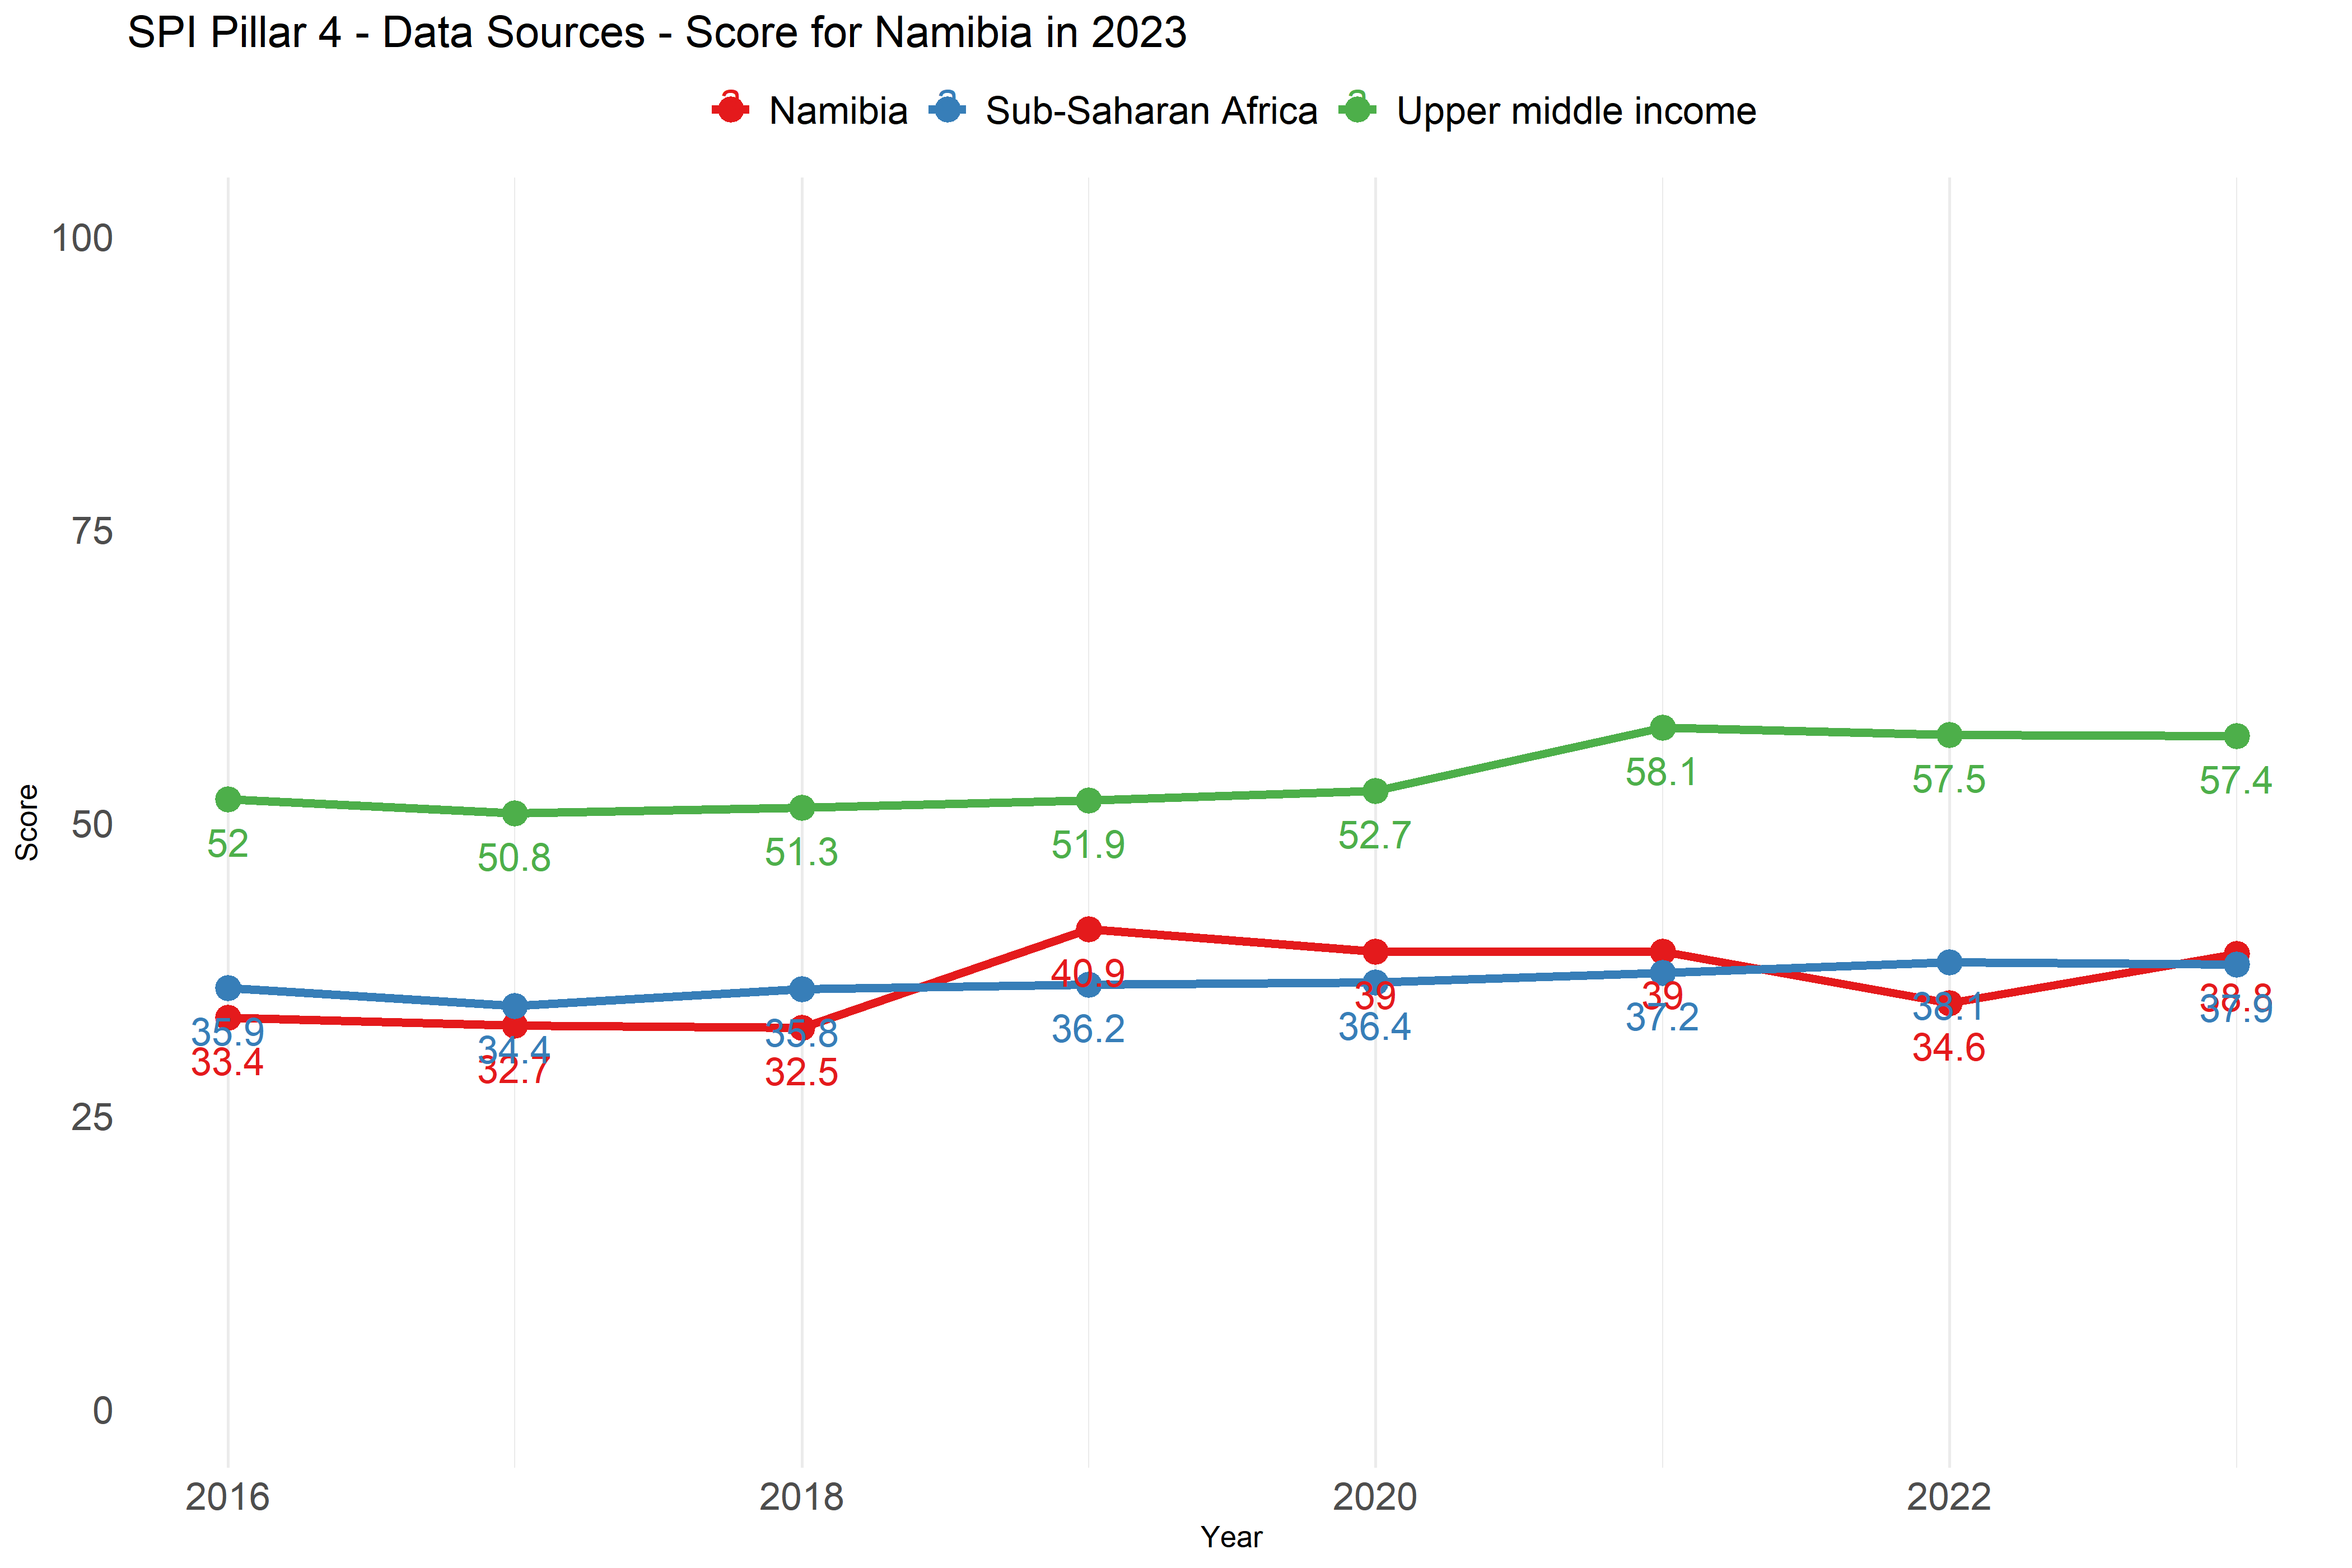 SPI Pillar 4 - Data Sources - Score for Namibia in 2023
Namibia Sub-Saharan Africa Upper middle income
100
75
50
25
0
Score
52 50.8 51.3 51.9 52.7 58.1 57.5 57.4
35.9 34.4 35.8 36.2 36.4 37.2 38.1 37.9
33.4 32.7 32.5 40.9 39 39 34.6 38.8
2016 2018 2020 2022
Year